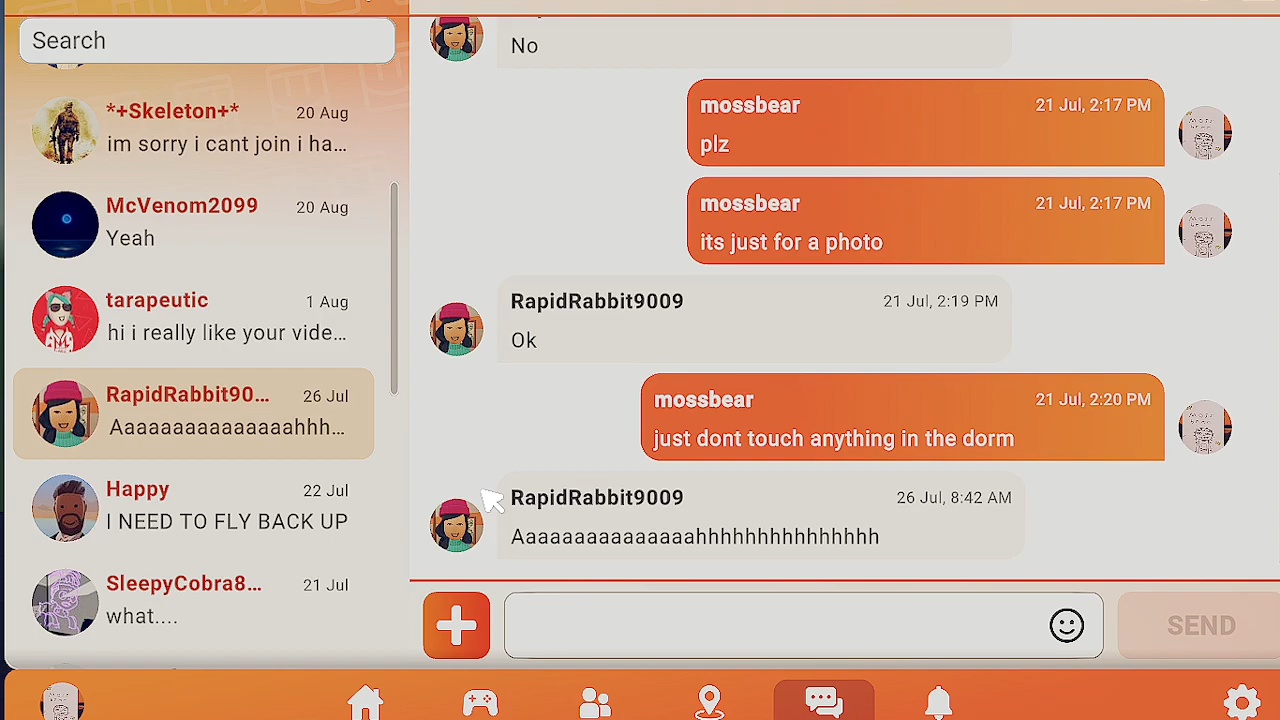 Search
*+Skeleton+*
20 Aug
im sorry i cant join i ha...
McVenom2099
20 Aug
Yeah
tarapeutic
1 Aug
hi i really like your vide...
RapidRabbit90...
26 Jul
Aaaaaaaaaaaaaaahhh...
Happy
22 Jul
I NEED TO FLY BACK UP
SleepyCobra8...
21 Jul
what....
No
mossbear
21 Jul, 2:17 PM
plz
mossbear
21 Jul, 2:17 PM
its just for a photo
RapidRabbit9009
21 Jul, 2:19 PM
Ok
mossbear
21 Jul, 2:20 PM
just dont touch anything in the dorm
RapidRabbit9009
26 Jul, 8:42 AM
Aaaaaaaaaaaaaaahhhhhhhhhhhhhhh
SEND